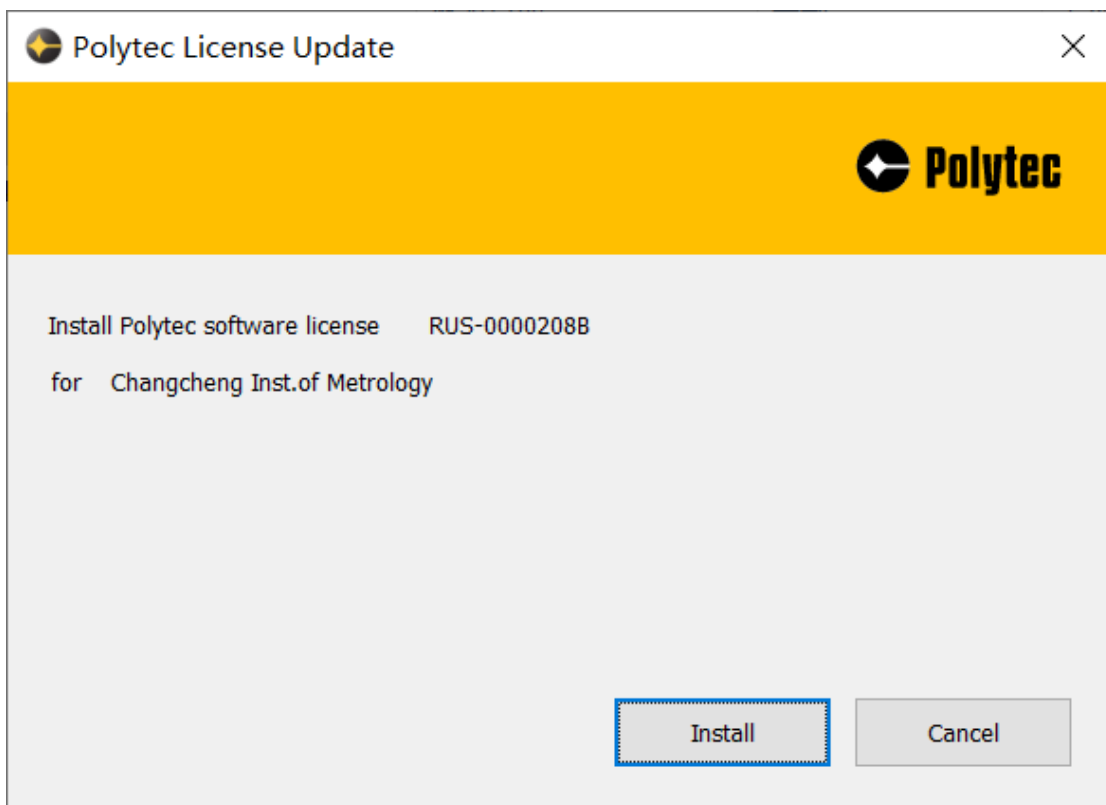 Polytec License Update
Polytec
Install Polytec software license RUS-0000208B
for Changcheng Inst.of Metrology
Install Cancel